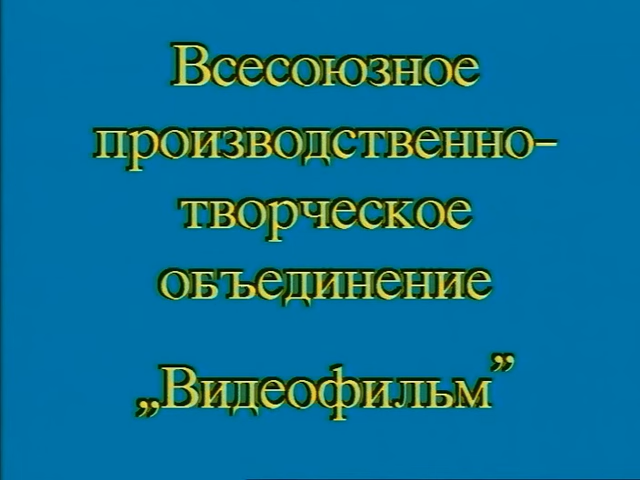 Всесоюзное
производственно-
творческое
объединение
„Видеофильм”